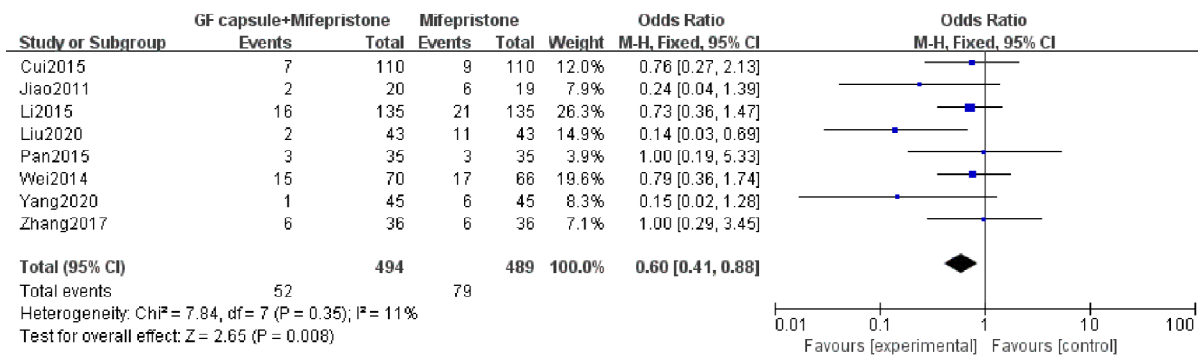 GF capsule+Mifepristone Mifepristone Odds Ratio Odds Ratio
Study or Subgroup Events Total Events Total Weight M-H, Fixed, 95% CI M-H, Fixed, 95% CI
Cui2015 7 110 9 110 12.0% 0.76 [0.27, 2.13]
Jiao2011 2 20 6 19 7.9% 0.24 [0.04, 1.39]
Li2015 16 135 21 135 26.3% 0.73 [0.36, 1.47]
Liu2020 2 43 11 43 14.9% 0.14 [0.03, 0.69]
Pan2015 3 35 3 35 3.9% 1.00 [0.19, 5.33]
Wei2014 15 70 17 66 19.6% 0.79 [0.36, 1.74]
Yang2020 1 45 6 45 8.3% 0.15 [0.02, 1.28]
Zhang2017 6 36 6 36 7.1% 1.00 [0.29, 3.45]
Total (95% CI) 494 489 100.0% 0.60 [0.41, 0.88]
Total events 52 79
Heterogeneity: Chi² = 7.84, df = 7 (P = 0.35); I² = 11%
Test for overall effect: Z = 2.65 (P = 0.008)
0.01 0.1 1 10 100
Favours [experimental] Favours [control]